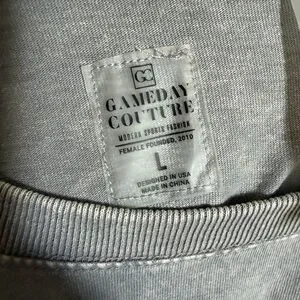 GC
GAMEDAY
COUTURE
MODERN SPORTS FASHION
FEMALE FOUNDED, 2010
L
DESIGNED IN USA
MADE IN CHINA